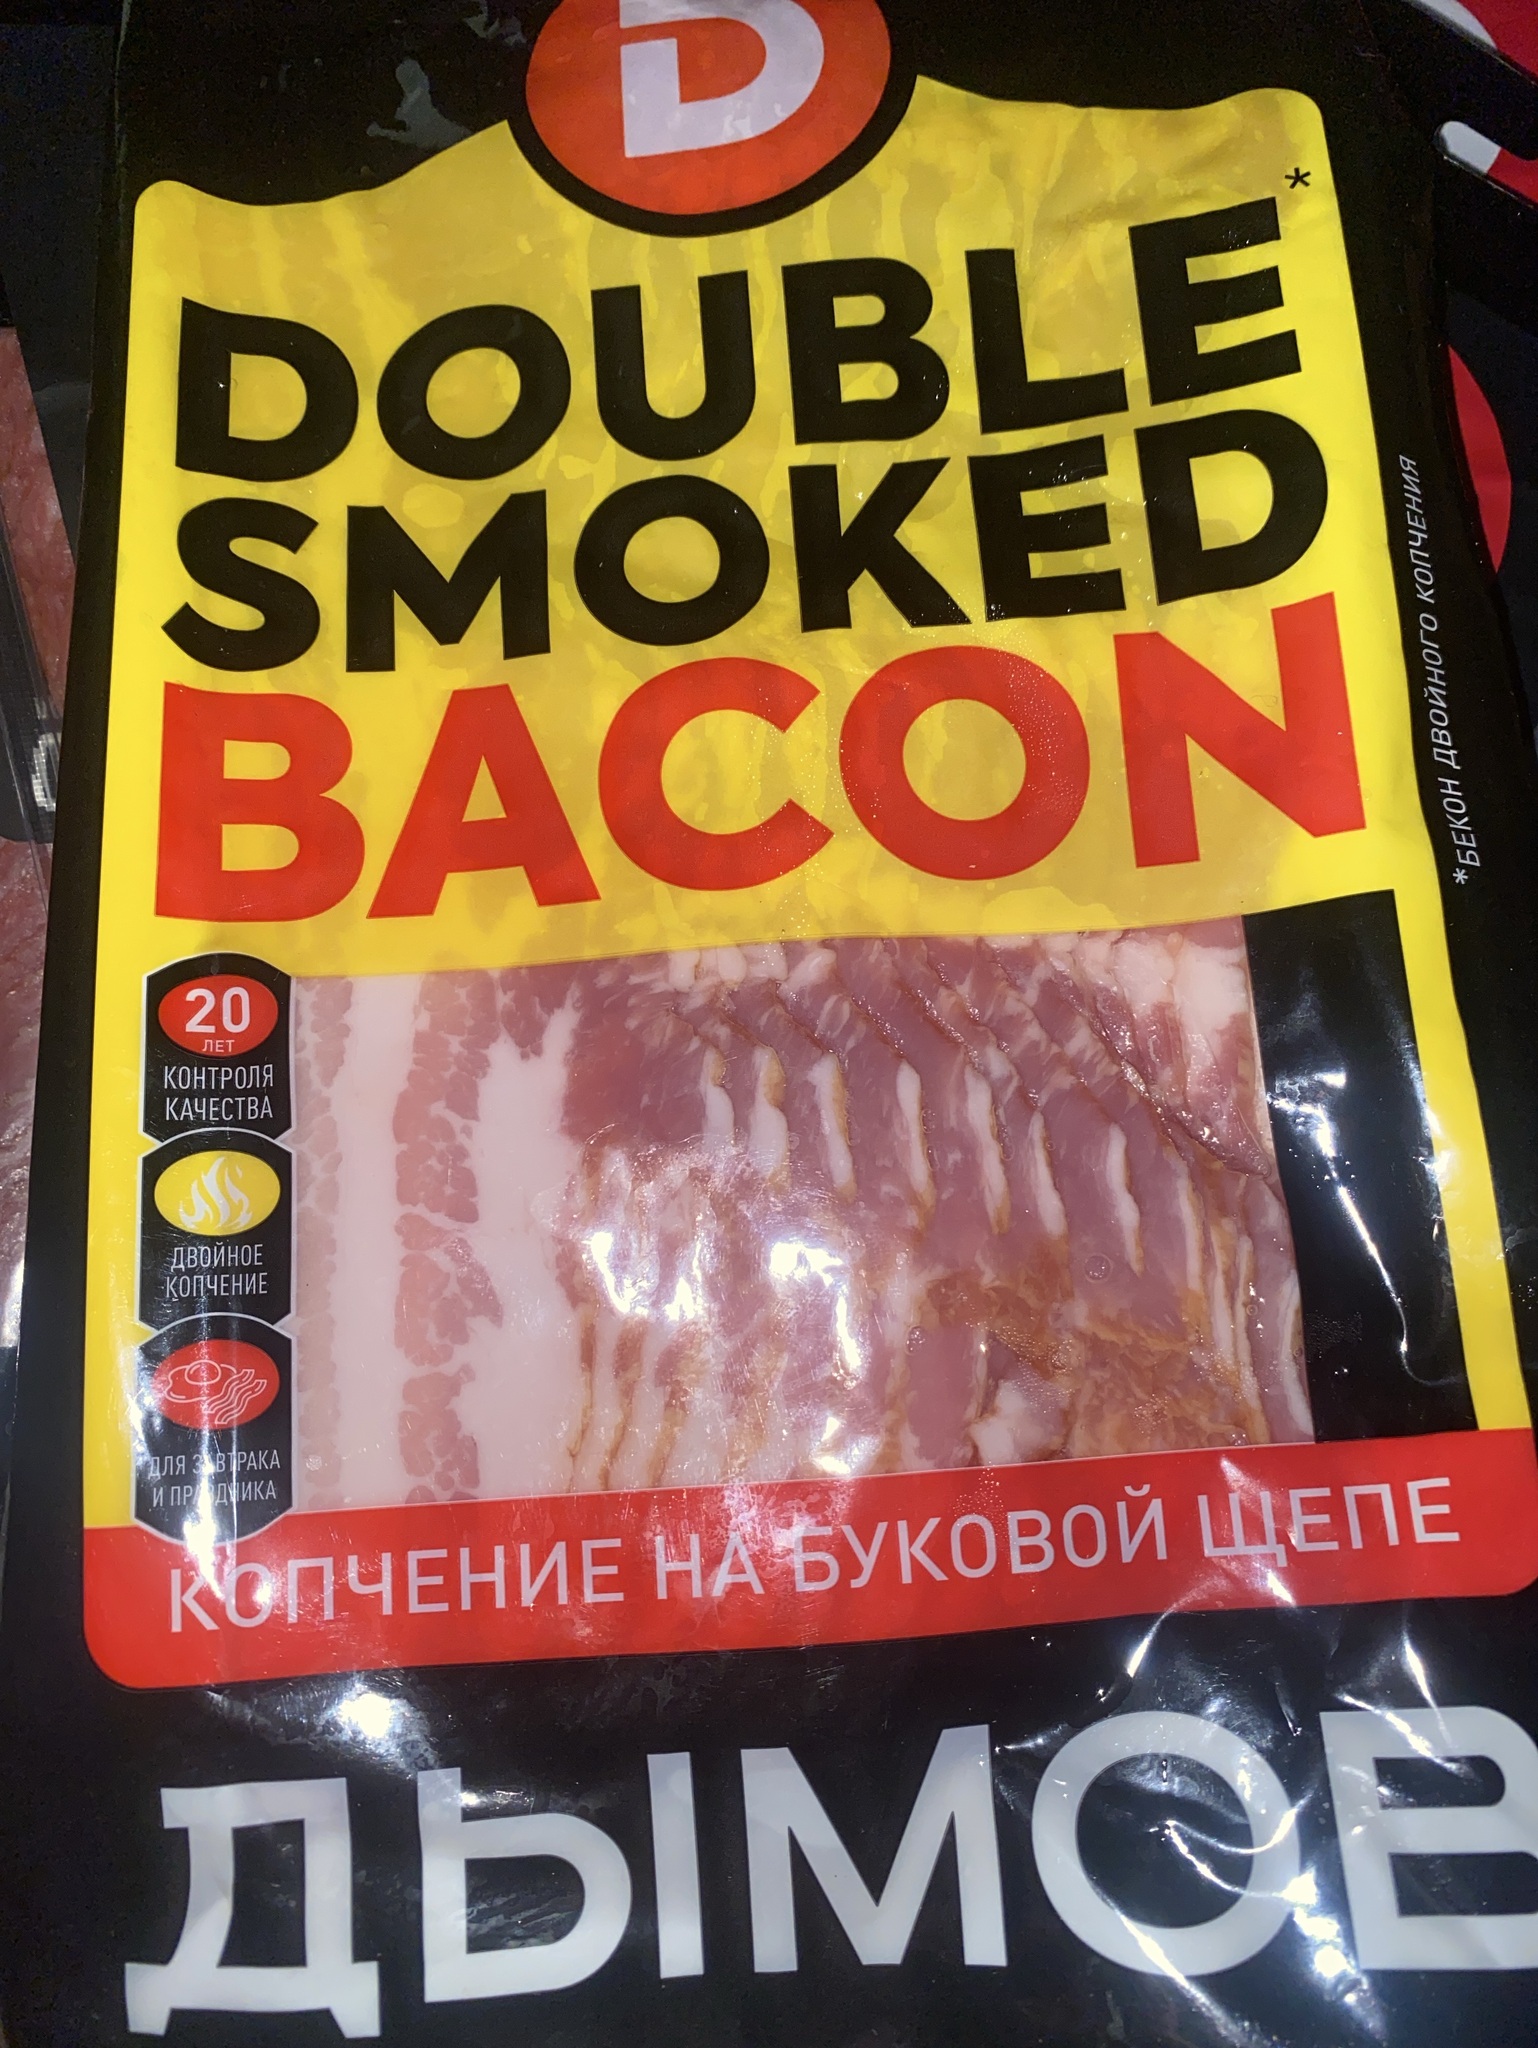 D
DOUBLE*
SMOKED
BACON
*БЕКОН ДВОЙНОГО КОПЧЕНИЯ
20
ЛЕТ
КОНТРОЛЯ
КАЧЕСТВА
ДВОЙНОЕ
КОПЧЕНИЕ
ДЛЯ ЗАВТРАКА
И ПРАЗДНИКА
КОПЧЕНИЕ НА БУКОВОЙ ЩЕПЕ
ДЫМОВ